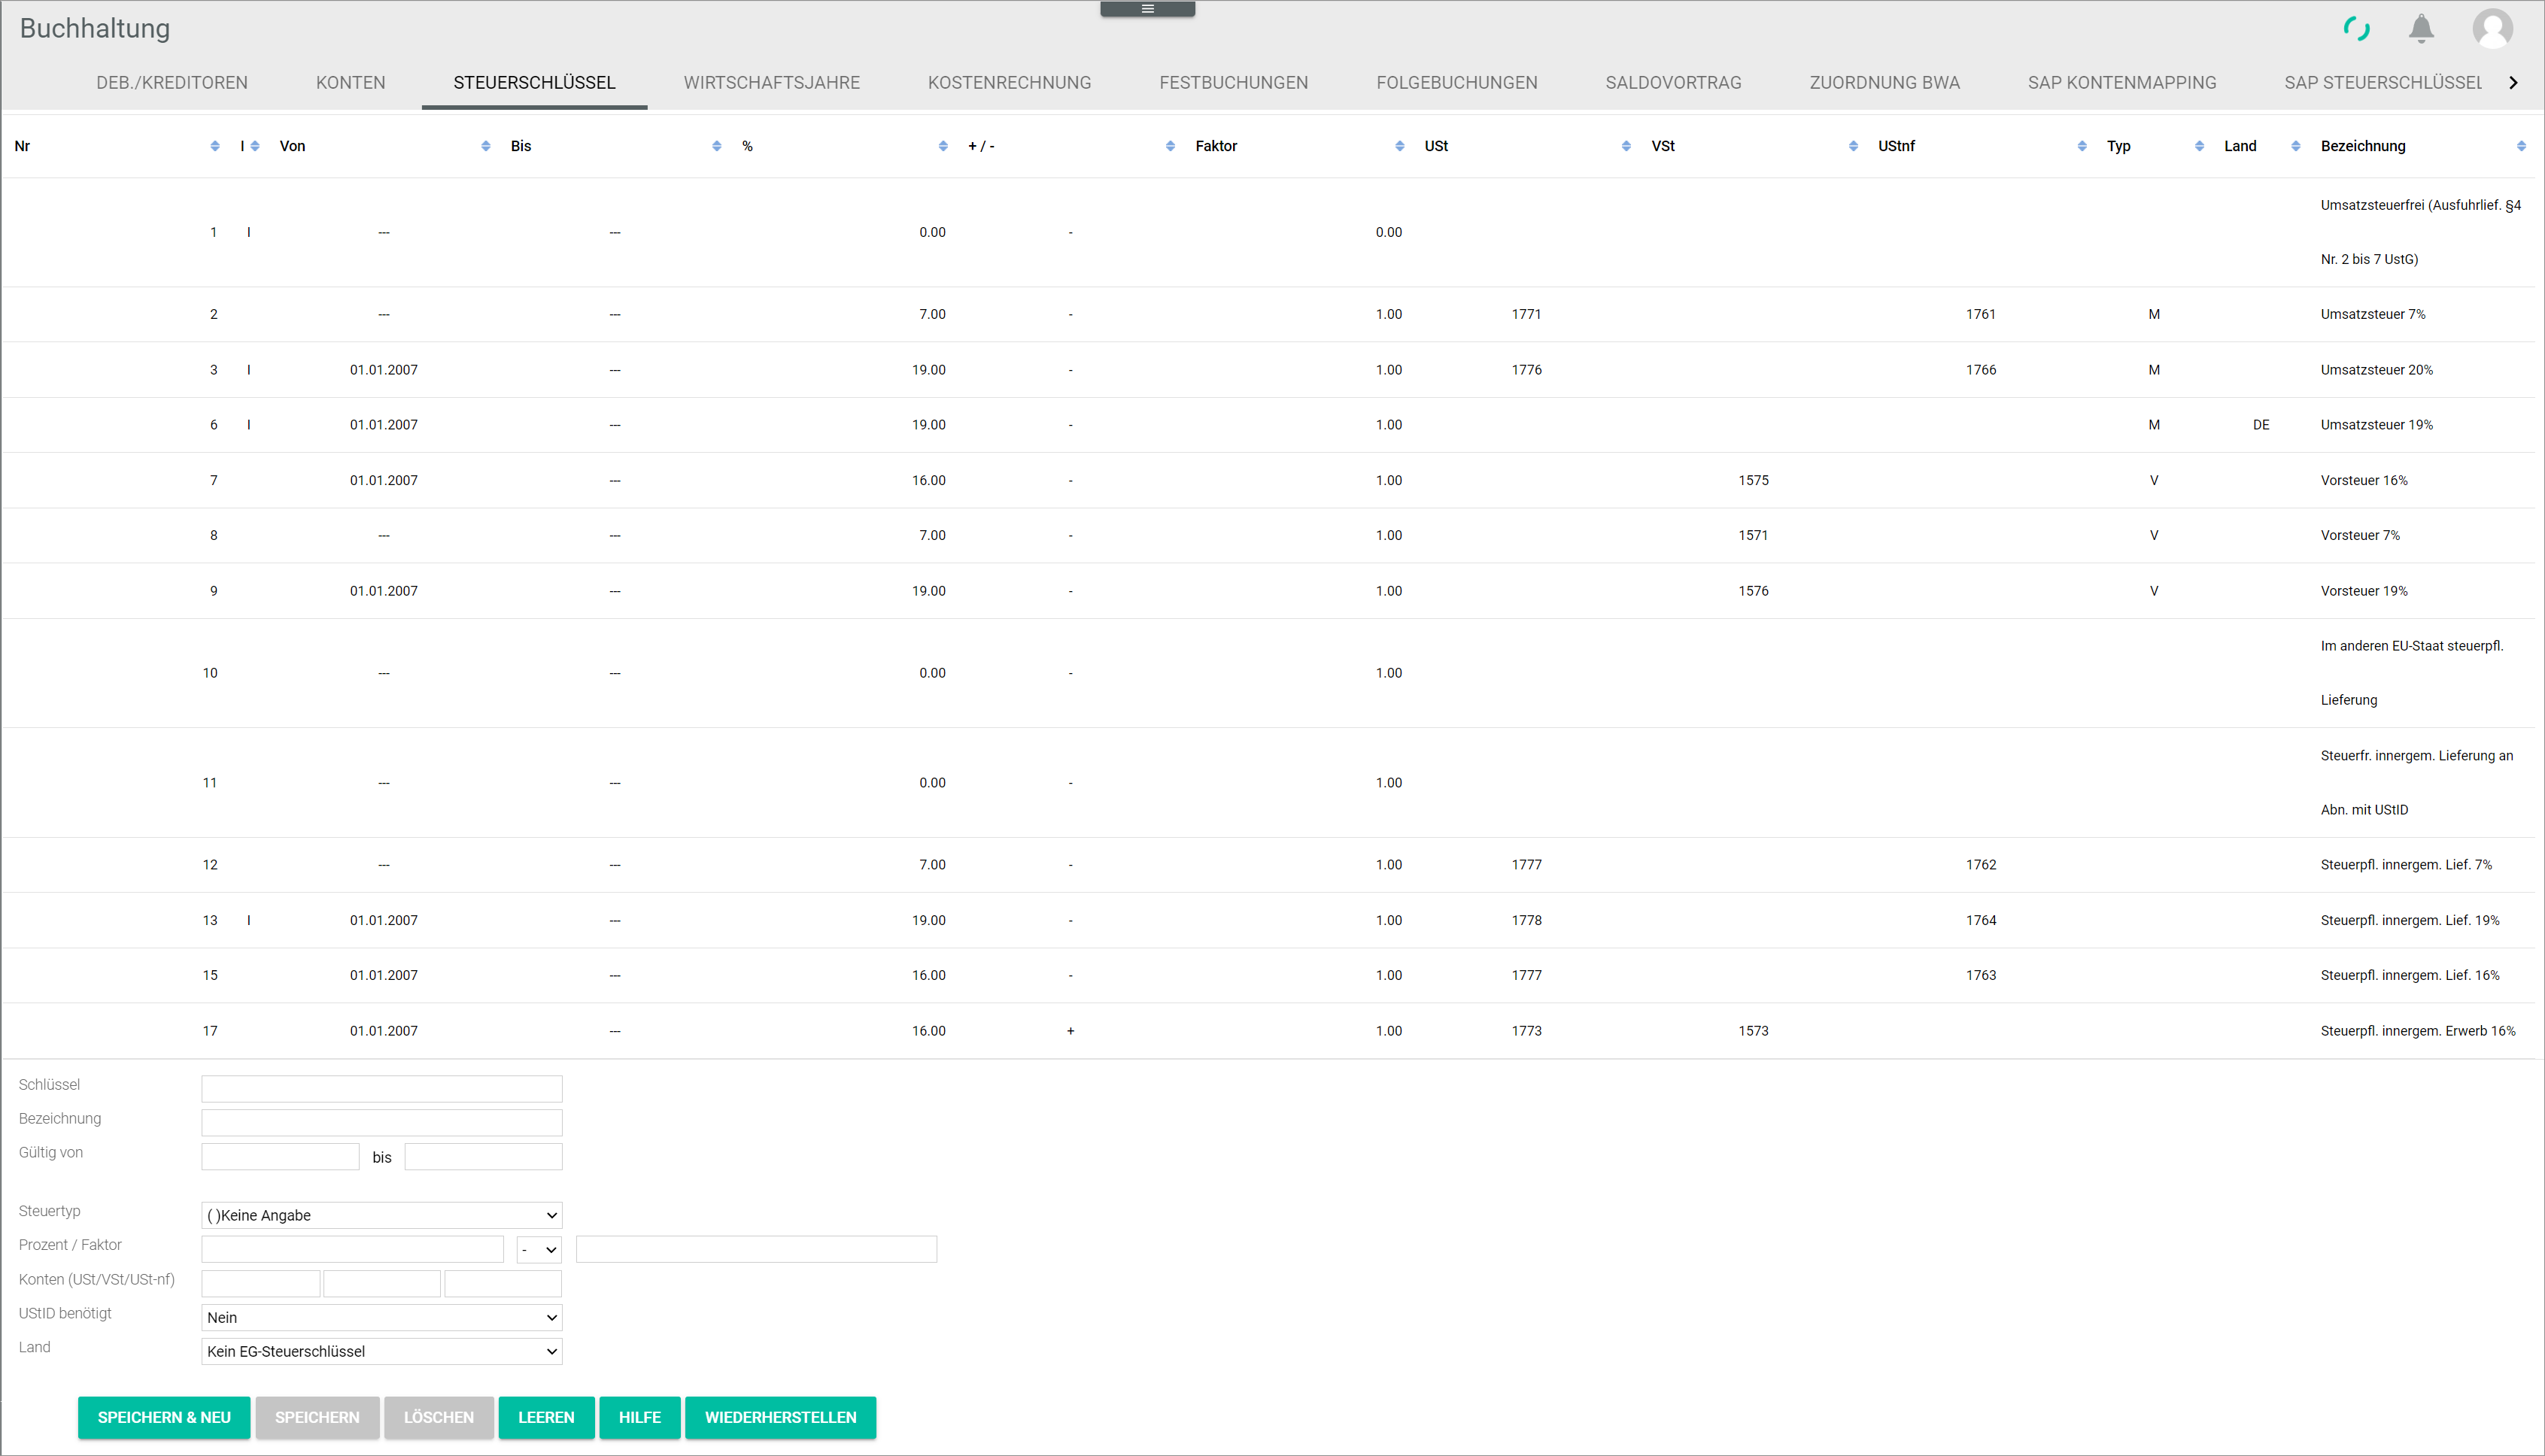 Buchhaltung
DEB./KREDITOREN KONTEN STEUERSCHLÜSSEL WIRTSCHAFTSJAHRE KOSTENRECHNUNG FESTBUCHUNGEN FOLGEBUCHUNGEN SALDOVORTRAG ZUORDNUNG BWA SAP KONTENMAPPING SAP STEUERSCHLÜSSEL
Nr I Von Bis % + / - Faktor USt VSt UStnf Typ Land Bezeichnung
1 I --- --- 0.00 - 0.00 Umsatzsteuerfrei (Ausfuhrlief. §4
Nr. 2 bis 7 UstG)
2 --- --- 7.00 - 1.00 1771 1761 M Umsatzsteuer 7%
3 I 01.01.2007 --- 19.00 - 1.00 1776 1766 M Umsatzsteuer 20%
6 I 01.01.2007 --- 19.00 - 1.00 M DE Umsatzsteuer 19%
7 01.01.2007 --- 16.00 - 1.00 1575 V Vorsteuer 16%
8 --- --- 7.00 - 1.00 1571 V Vorsteuer 7%
9 01.01.2007 --- 19.00 - 1.00 1576 V Vorsteuer 19%
10 --- --- 0.00 - 1.00 Im anderen EU-Staat steuerpfl.
Lieferung
11 --- --- 0.00 - 1.00 Steuerfr. innergem. Lieferung an
Abn. mit UStID
12 --- --- 7.00 - 1.00 1777 1762 Steuerpfl. innergem. Lief. 7%
13 I 01.01.2007 --- 19.00 - 1.00 1778 1764 Steuerpfl. innergem. Lief. 19%
15 01.01.2007 --- 16.00 - 1.00 1777 1763 Steuerpfl. innergem. Lief. 16%
17 01.01.2007 --- 16.00 + 1.00 1773 1573 Steuerpfl. innergem. Erwerb 16%
Schlüssel
Bezeichnung
Gültig von bis
Steuertyp ( )Keine Angabe
Prozent / Faktor -
Konten (USt/VSt/USt-nf)
UStID benötigt Nein
Land Kein EG-Steuerschlüssel
SPEICHERN & NEU SPEICHERN LÖSCHEN LEEREN HILFE WIEDERHERSTELLEN